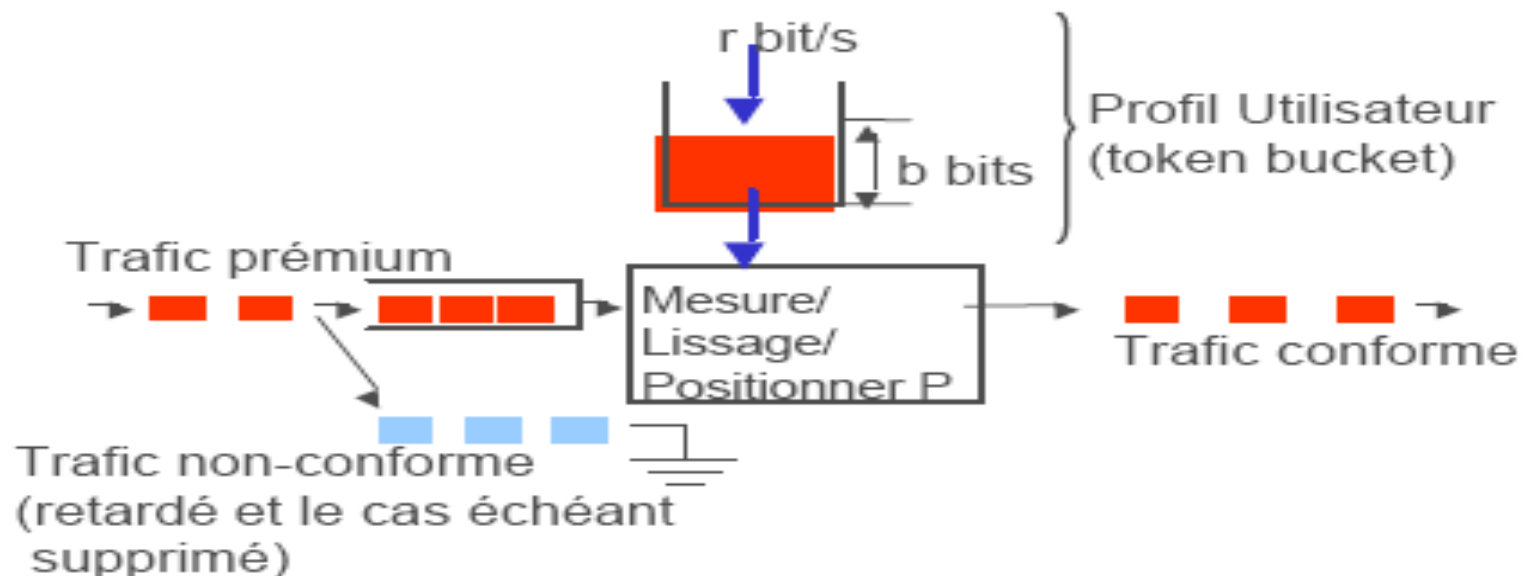 r bit/s
Profil Utilisateur
(token bucket)
b bits
Trafic prémium
Mesure/
Lissage/
Positionner P
Trafic conforme
Trafic non-conforme
(retardé et le cas échéant
supprimé)